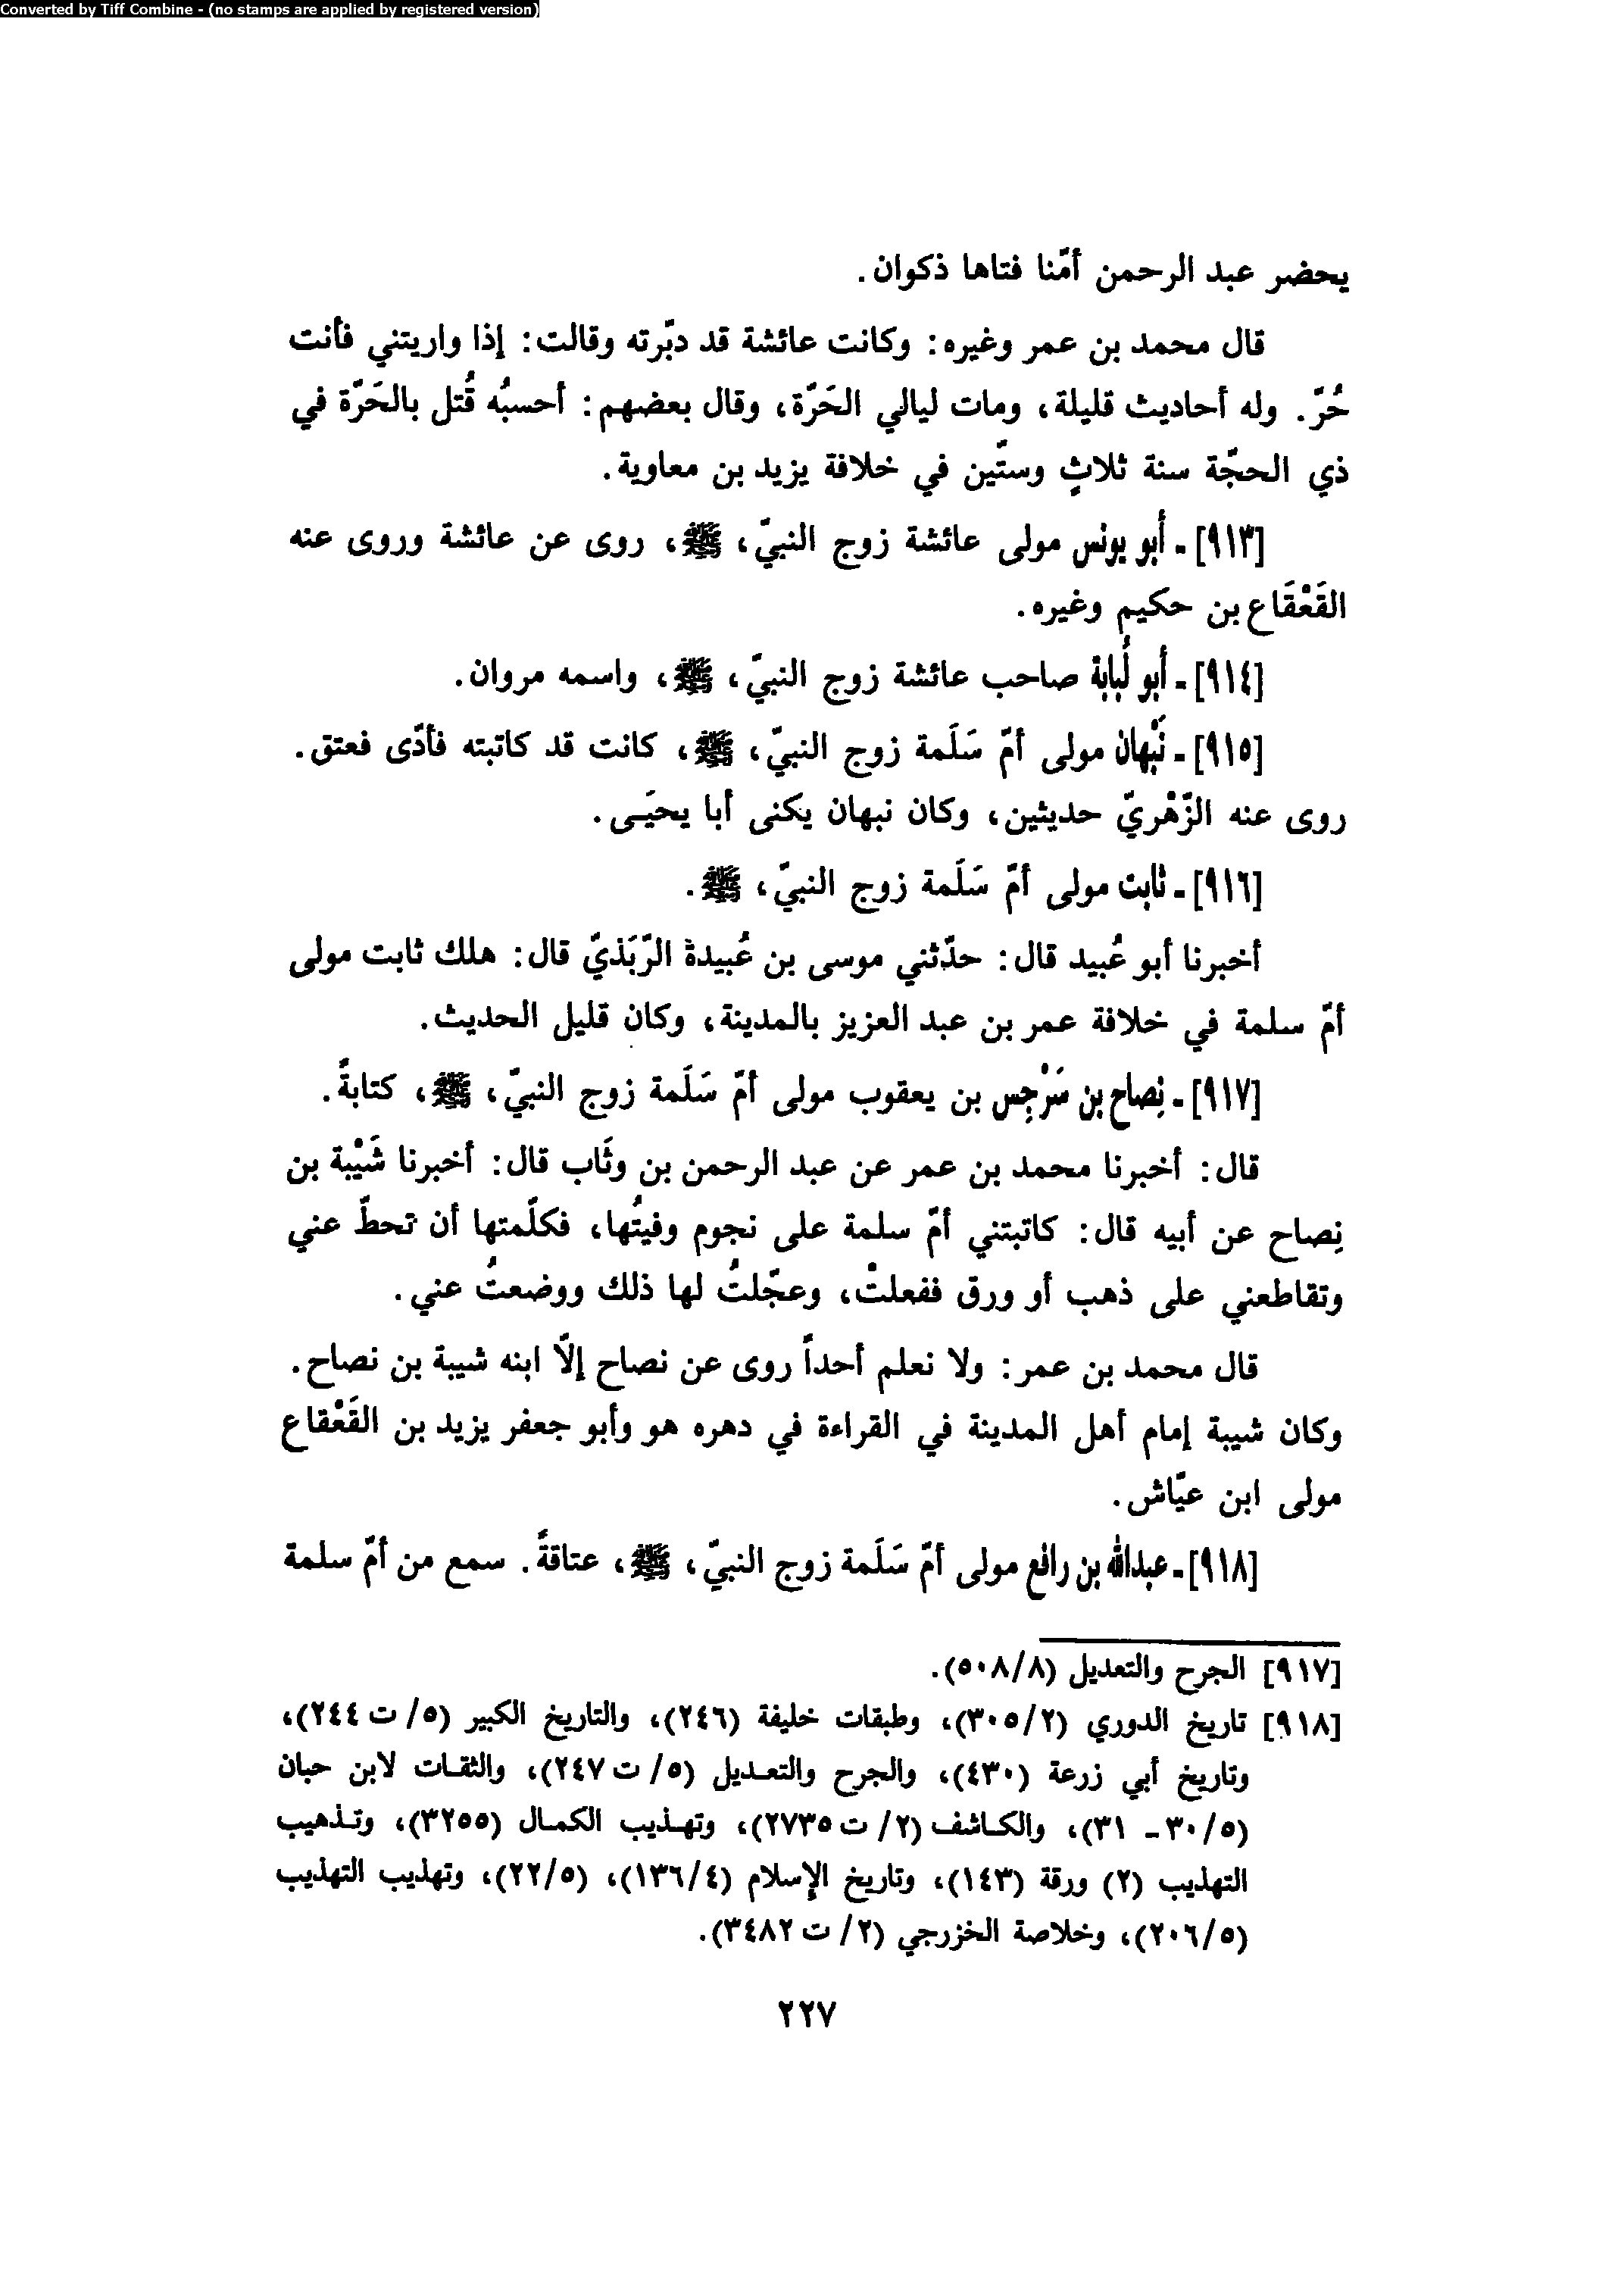 Converted by Tiff Combine - (no stamps are applied by registered version)
يحضر عبد الرحمن أمّنا فتاها ذكوان.
قال محمد بن عمر وغيره: وكانت عائشة قد دبّرته وقالت: إذا واريتني فأنت
حُرّ. وله أحاديث قليلة، ومات ليالي الحَرّة، وقال بعضهم: أحسبُه قُتل بالحَرّة في
ذي الحجّة سنة ثلاثٍ وستّين في خلافة يزيد بن معاوية.
[٩١٣] - أبو يونس مولى عائشة زوج النبيّ، ﷺ، روى عن عائشة وروى عنه
القَعْقَاع بن حكيم وغيره.
[٩١٤] - أبو لُبابة صاحب عائشة زوج النبيّ، ﷺ، واسمه مروان.
[٩١٥] - نَبْهان مولى أمّ سَلَمة زوج النبيّ، ﷺ، كانت قد كاتبته فأدّى فعتق.
روى عنه الزّهْريّ حديثين، وكان نبهان يكنى أبا يحيَى.
[٩١٦] - ثابت مولى أمّ سَلَمة زوج النبيّ، ﷺ.
أخبرنا أبو عُبيد قال: حدّثني موسى بن عُبيدة الرّبَذيّ قال: هلك ثابت مولى
أمّ سلمة في خلافة عمر بن عبد العزيز بالمدينة، وكان قليل الحديث.
[٩١٧] - نِصاح بن سَرْجِس بن يعقوب مولى أمّ سَلَمة زوج النبيّ، ﷺ، كتابةً.
قال: أخبرنا محمد بن عمر عن عبد الرحمن بن وثَاب قال: أخبرنا شَيْبة بن
نِصاح عن أبيه قال: كاتبتني أمّ سلمة على نجوم وفيتُها، فكلّمتها أن تحطّ عني
وتقاطعني على ذهب أو ورق ففعلتْ، وعجّلتُ لها ذلك ووضعتُ عني.
قال محمد بن عمر: ولا نعلم أحداً روى عن نصاح إلاّ ابنه شيبة بن نصاح.
وكان شيبة إمام أهل المدينة في القراءة في دهره هو وأبو جعفر يزيد بن القَعْقاع
مولى ابن عيّاش.
[٩١٨] - عبدالله بن رافع مولى أمّ سَلَمة زوج النبيّ، ﷺ، عتاقةً. سمع من أمّ سلمة
[٩١٧] الجرح والتعديل (٥٠٨/٨).
[٩١٨] تاريخ الدوري (٣٠٥/٢)، وطبقات خليفة (٢٤٦)، والتاريخ الكبير (٥/ ت ٢٤٤)،
وتاريخ أبي زرعة (٤٣٠)، والجرح والتعديل (٥/ ت ٢٤٧)، والثقات لابن حبان
(٣٠/٥ - ٣١)، والكاشف (٢/ ت ٢٧٣٥)، وتهذيب الكمال (٣٢٥٥)، وتذهيب
التهذيب (٢) ورقة (١٤٣)، وتاريخ الإسلام (١٣٦/٤)، (٢٢/٥)، وتهذيب التهذيب
(٢٠٦/٥)، وخلاصة الخزرجي (٢/ ت ٣٤٨٢).
٢٢٧